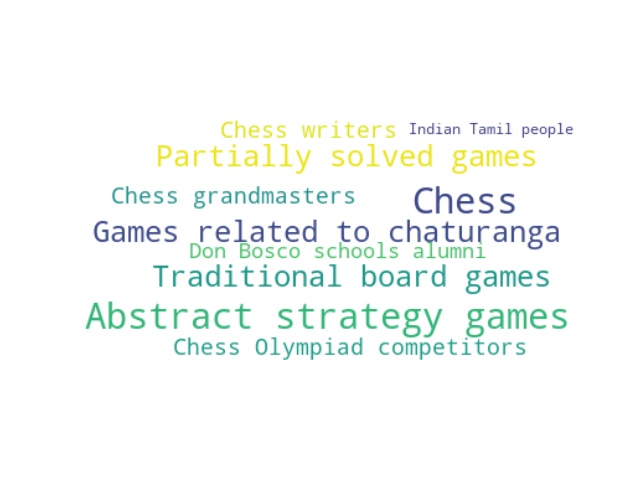 Chess writers
Indian Tamil people
Partially solved games
Chess grandmasters
Chess
Games related to chaturanga
Don Bosco schools alumni
Traditional board games
Abstract strategy games
Chess Olympiad competitors